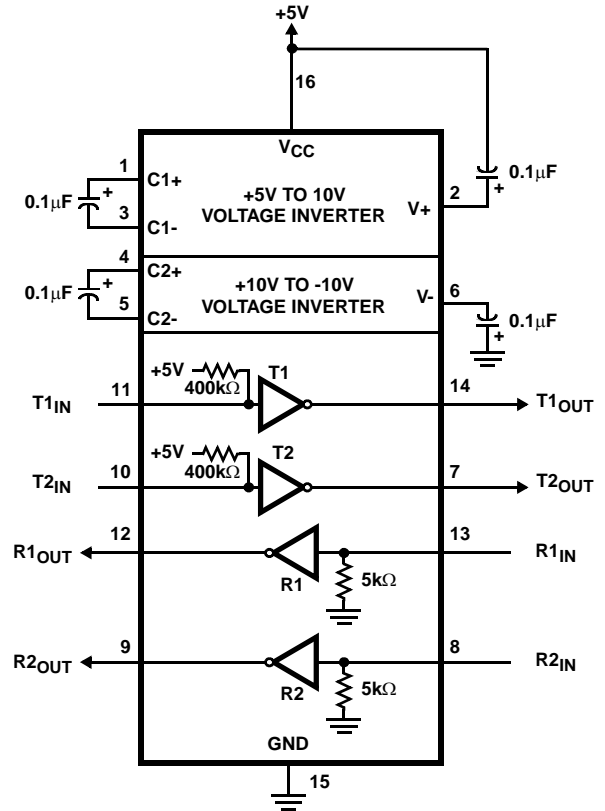 +5V
16
VCC
1
C1+
+
0.1μF
3
C1-
+5V TO 10V
VOLTAGE INVERTER
V+
2
0.1μF
+
4
C2+
+
0.1μF
5
C2-
+10V TO -10V
VOLTAGE INVERTER
V-
6
0.1μF
+
+5V
400kΩ
T1
T1IN
11
14
T1OUT
+5V
400kΩ
T2
T2IN
10
7
T2OUT
R1OUT
12
R1
5kΩ
13
R1IN
R2OUT
9
R2
5kΩ
8
R2IN
GND
15